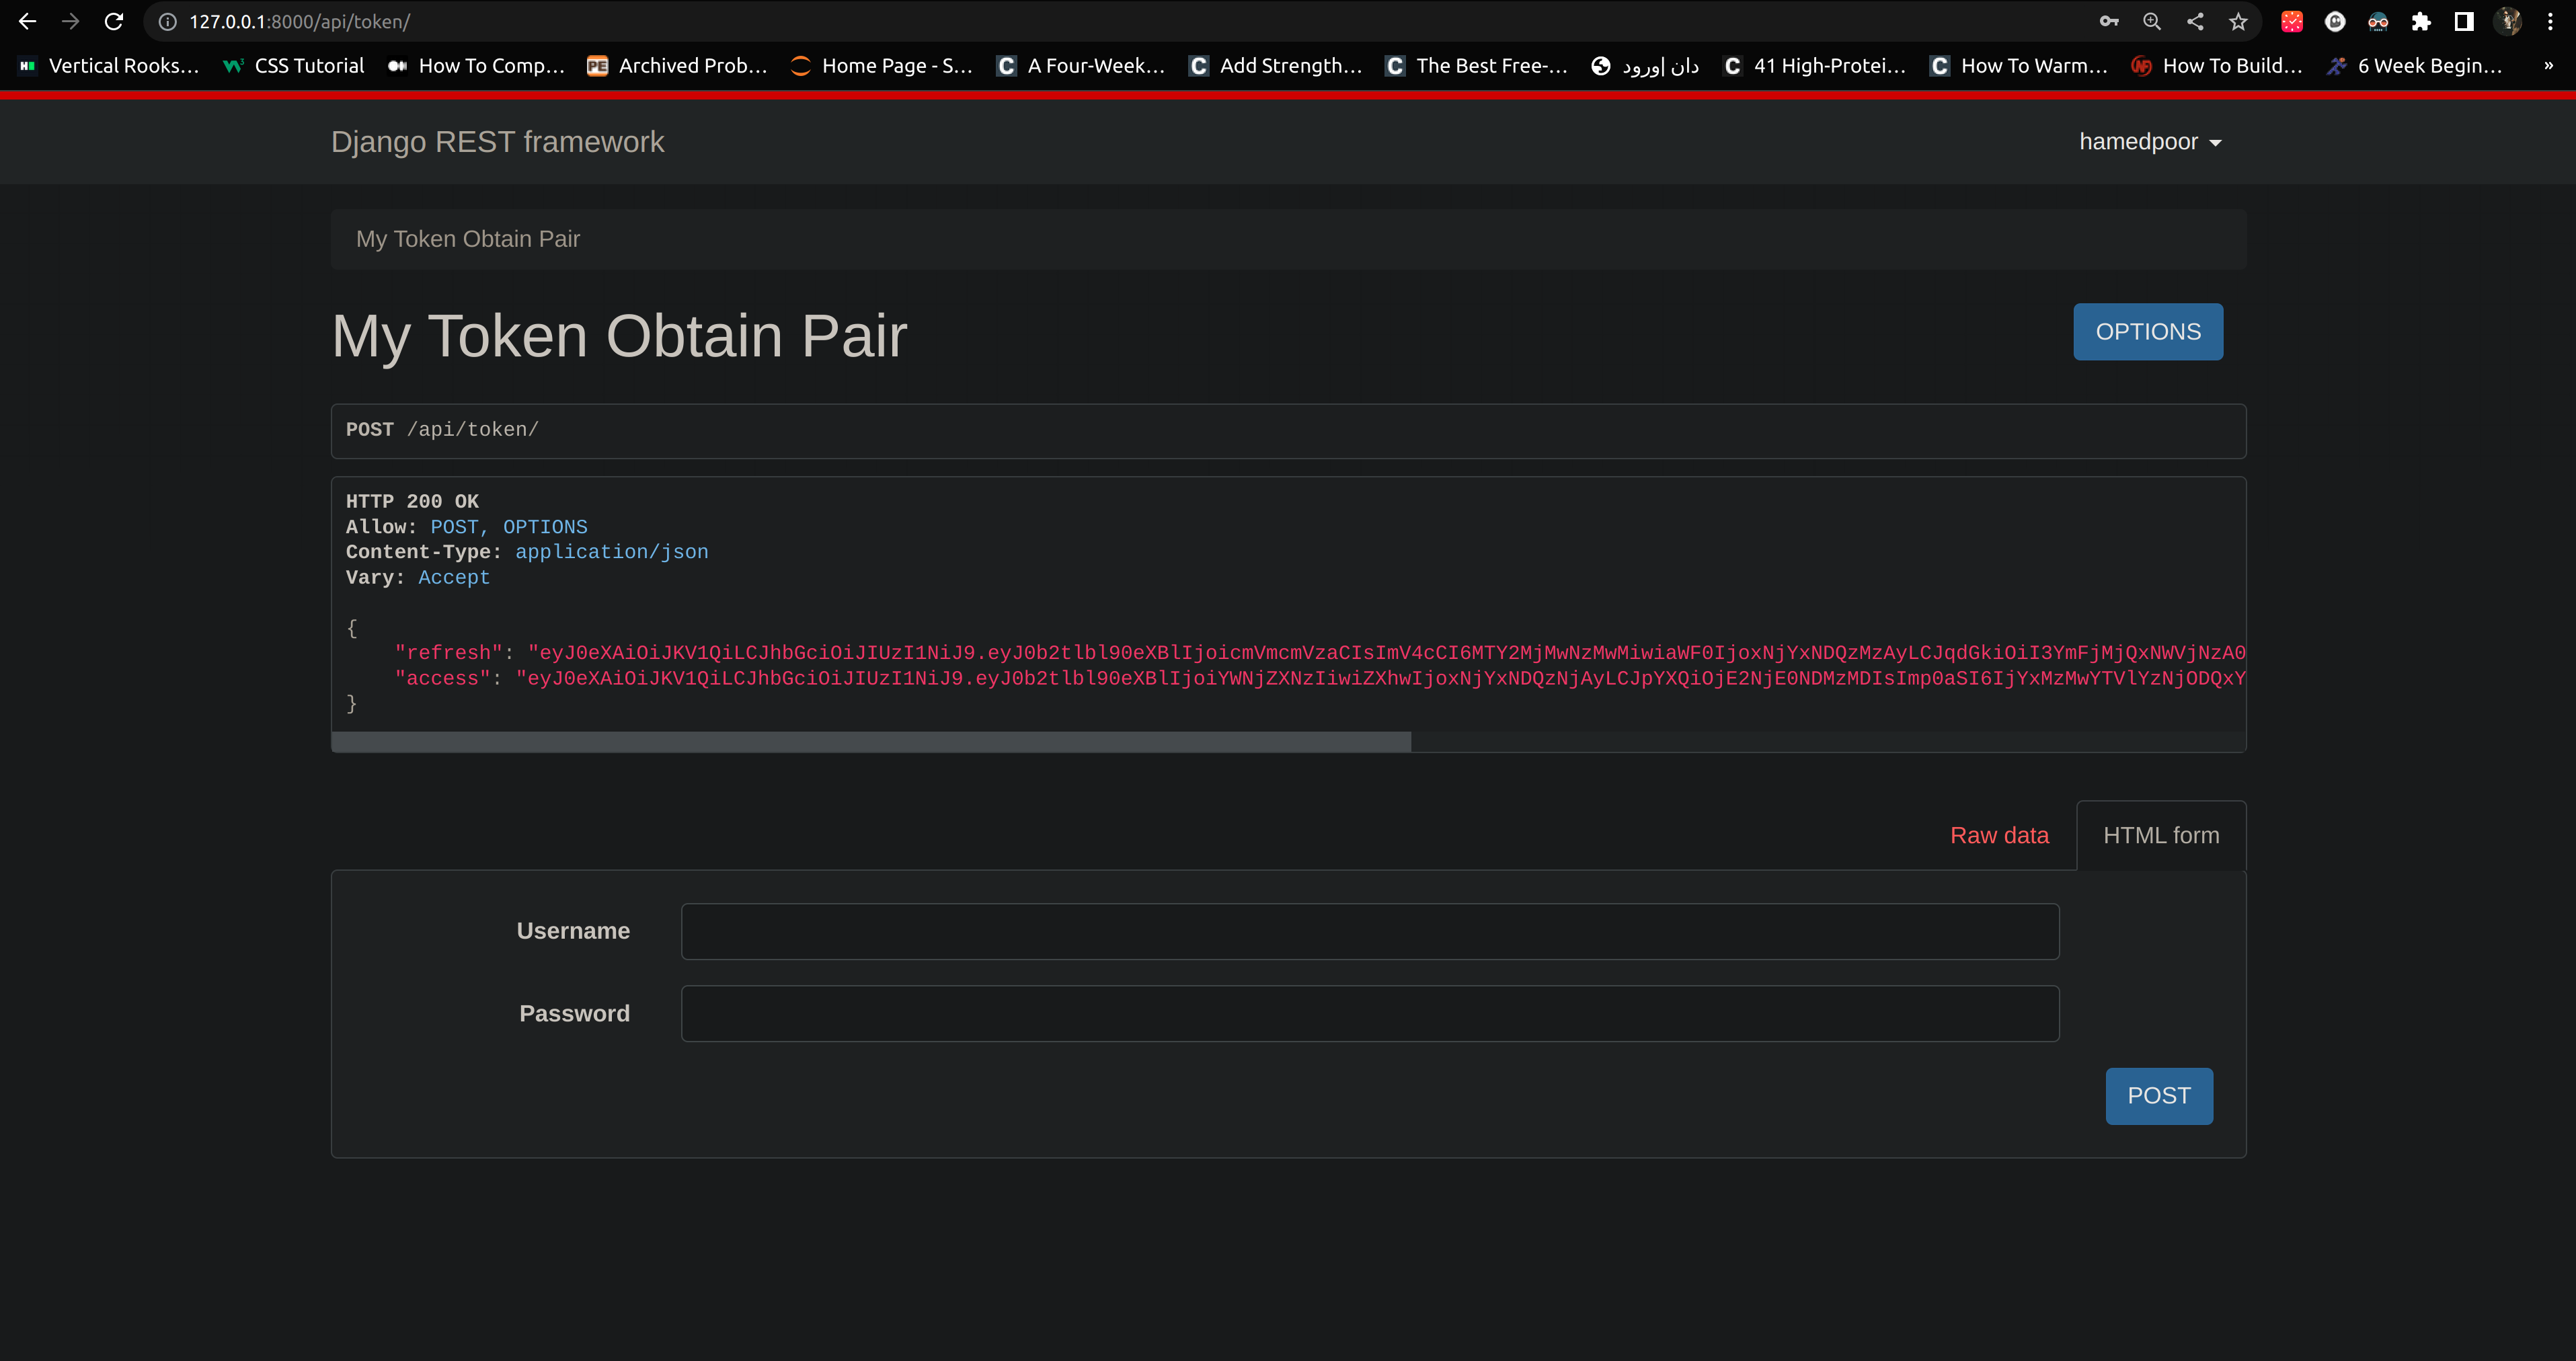 127.0.0.1:8000/api/token/
Vertical Rooks... CSS Tutorial How To Comp... Archived Prob... Home Page - S... A Four-Week... Add Strength... The Best Free-... دان |ورود 41 High-Protei... How To Warm... How To Build... 6 Week Begin... »
Django REST framework hamedpoor
My Token Obtain Pair
My Token Obtain Pair OPTIONS
POST /api/token/
HTTP 200 OK
Allow: POST, OPTIONS
Content-Type: application/json
Vary: Accept
{
"refresh": "eyJ0eXAiOiJKV1QiLCJhbGciOiJIUzI1NiJ9.eyJ0b2tlbl90eXBlIjoicmVmcmVzaCIsImV4cCI6MTY2MjMwNzMwMiwiaWF0IjoxNjYxNDQzMzAyLCJqdGkiOiI3YmFjMjQxNWVjNzA0
"access": "eyJ0eXAiOiJKV1QiLCJhbGciOiJIUzI1NiJ9.eyJ0b2tlbl90eXBlIjoiYWNjZXNzIiwiZXhwIjoxNjYxNDQzNjAyLCJpYXQiOjE2NjE0NDMzMDIsImp0aSI6IjYxMzMwYTVlYzNjODQxY
}
Raw data HTML form
Username
Password
POST